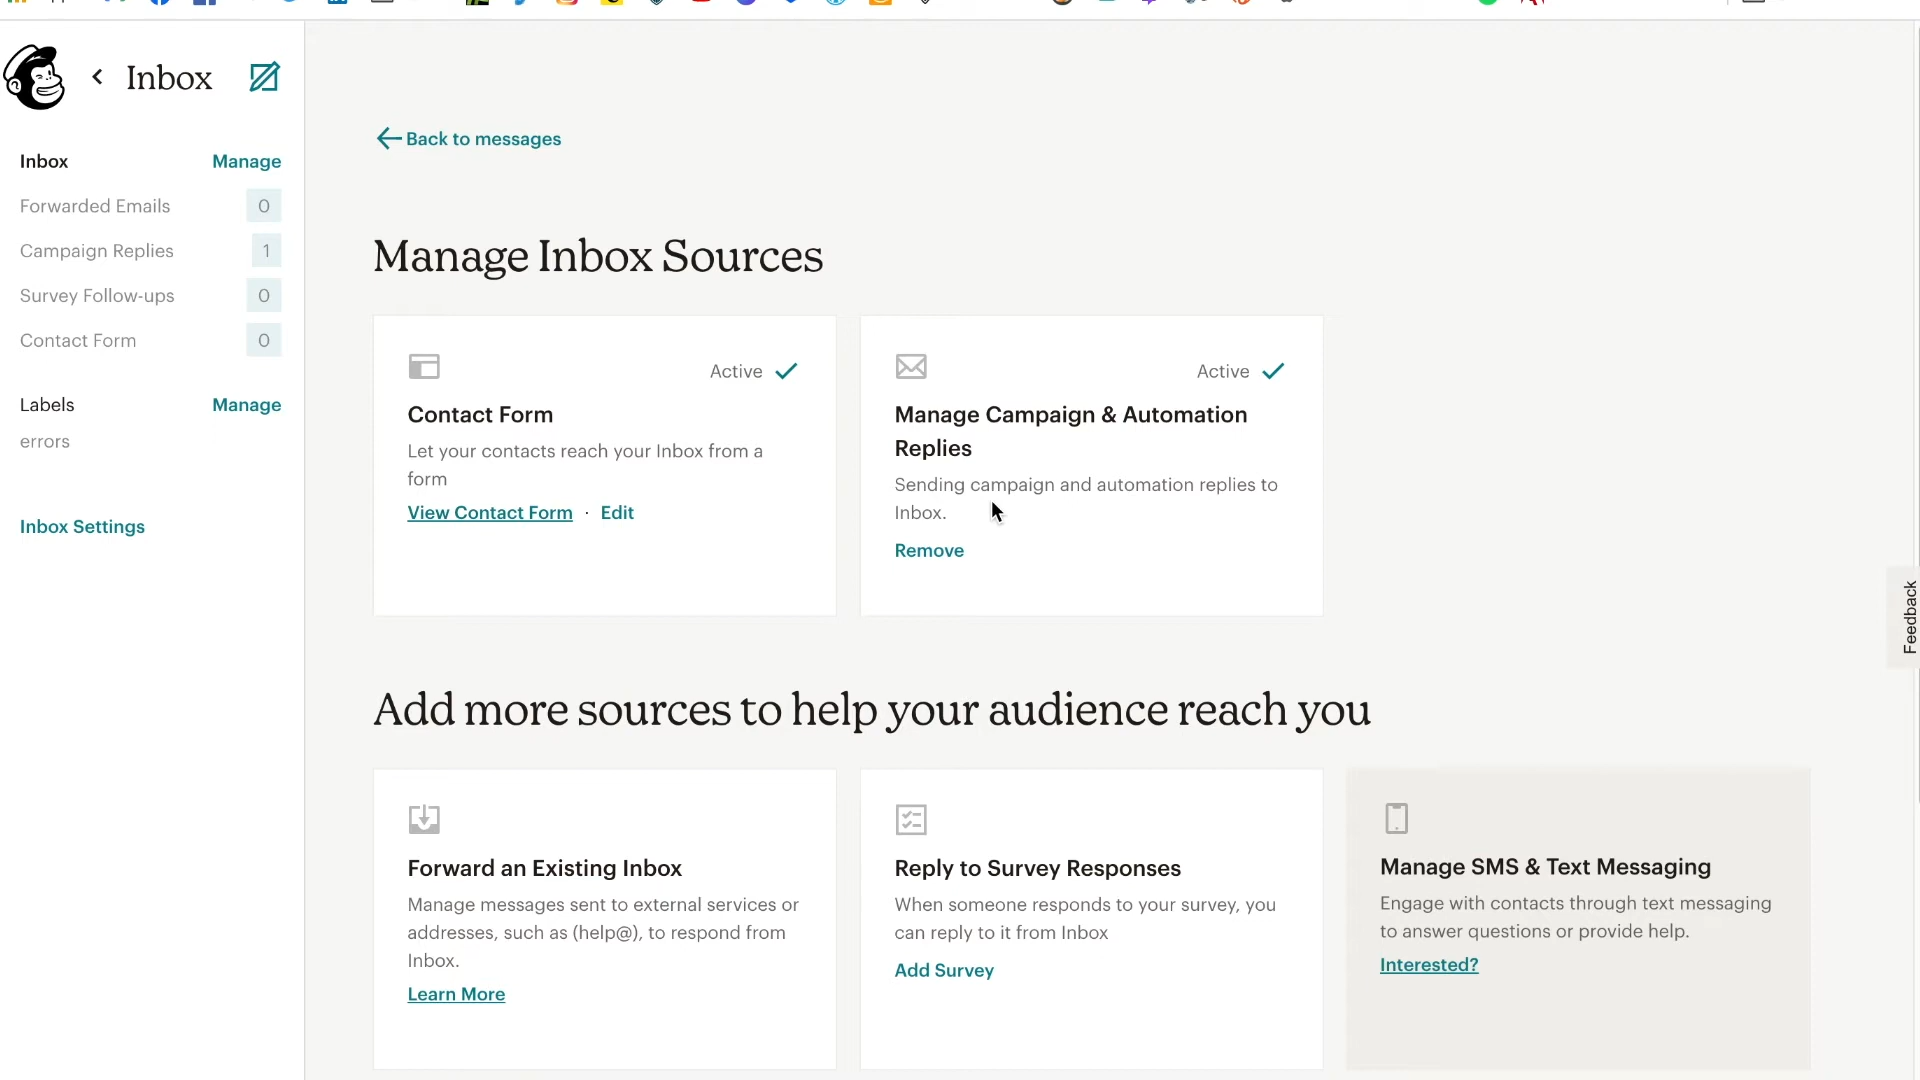 Inbox
Inbox Manage
Forwarded Emails 0
Campaign Replies 1
Survey Follow-ups 0
Contact Form 0
Labels Manage
errors
Inbox Settings
Back to messages
Manage Inbox Sources
Active
Contact Form
Let your contacts reach your Inbox from a
form
View Contact Form · Edit
Active
Manage Campaign & Automation
Replies
Sending campaign and automation replies to
Inbox.
Remove
Add more sources to help your audience reach you
Forward an Existing Inbox
Manage messages sent to external services or
addresses, such as (help@), to respond from
Inbox.
Learn More
Reply to Survey Responses
When someone responds to your survey, you
can reply to it from Inbox
Add Survey
Manage SMS & Text Messaging
Engage with contacts through text messaging
to answer questions or provide help.
Interested?
Feedback